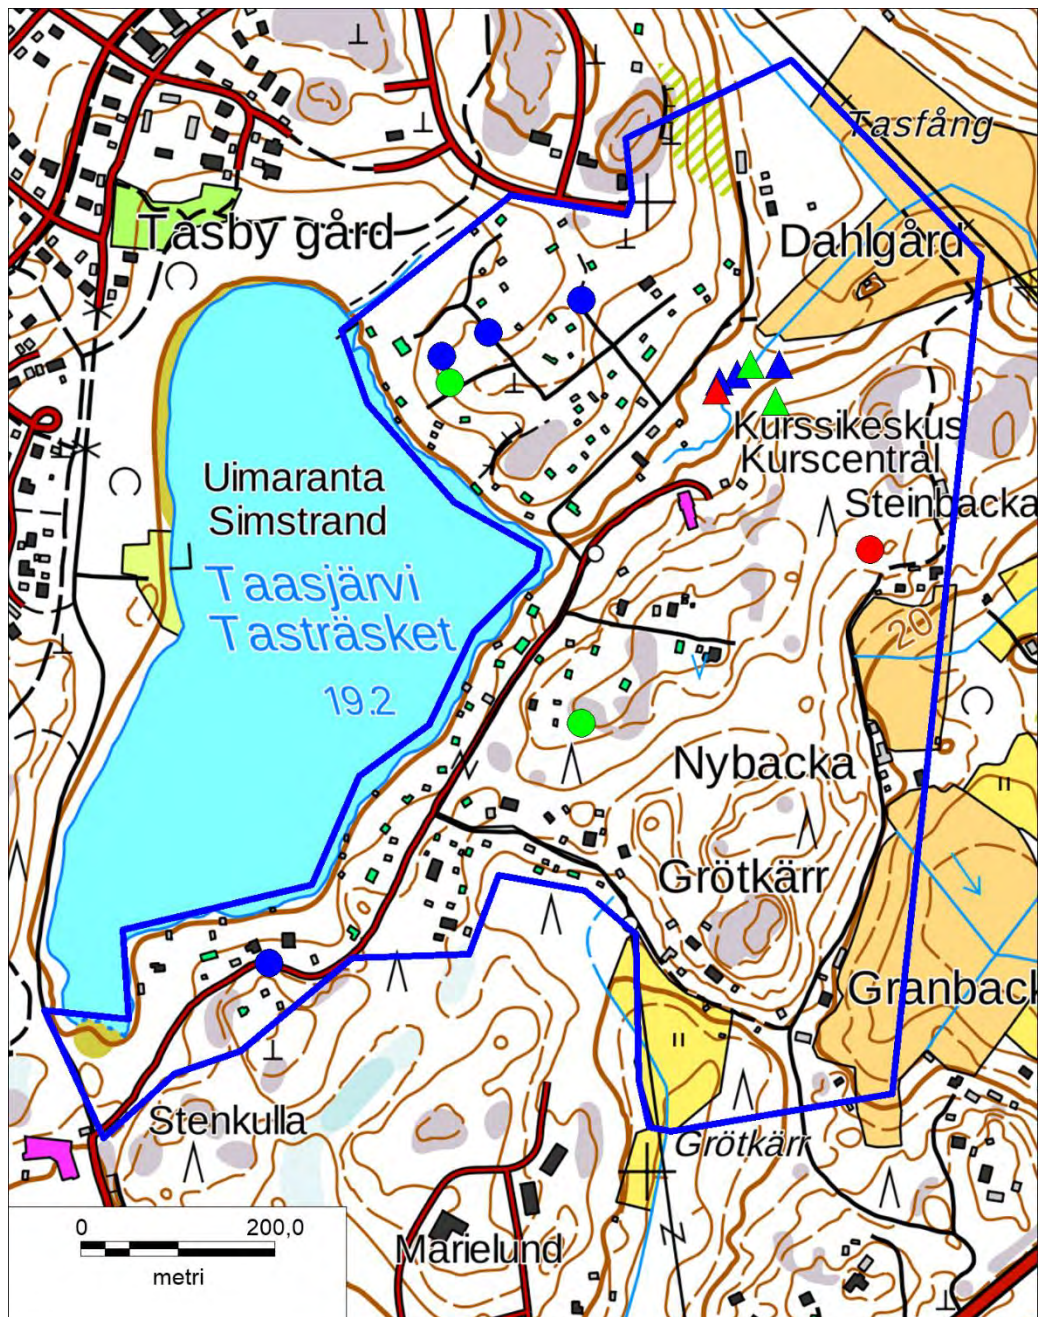 Tasfång
Tasby gård
Dahlgård
Kurssikeskus
Kurscentral
Uimaranta
Simstrand
Steinbacka
Taasjärvi
Tasträsket
20
19.2
Nybacka
Grötkärr
Granback
Stenkulla
Grötkärr
0 200,0
metri
Marielund